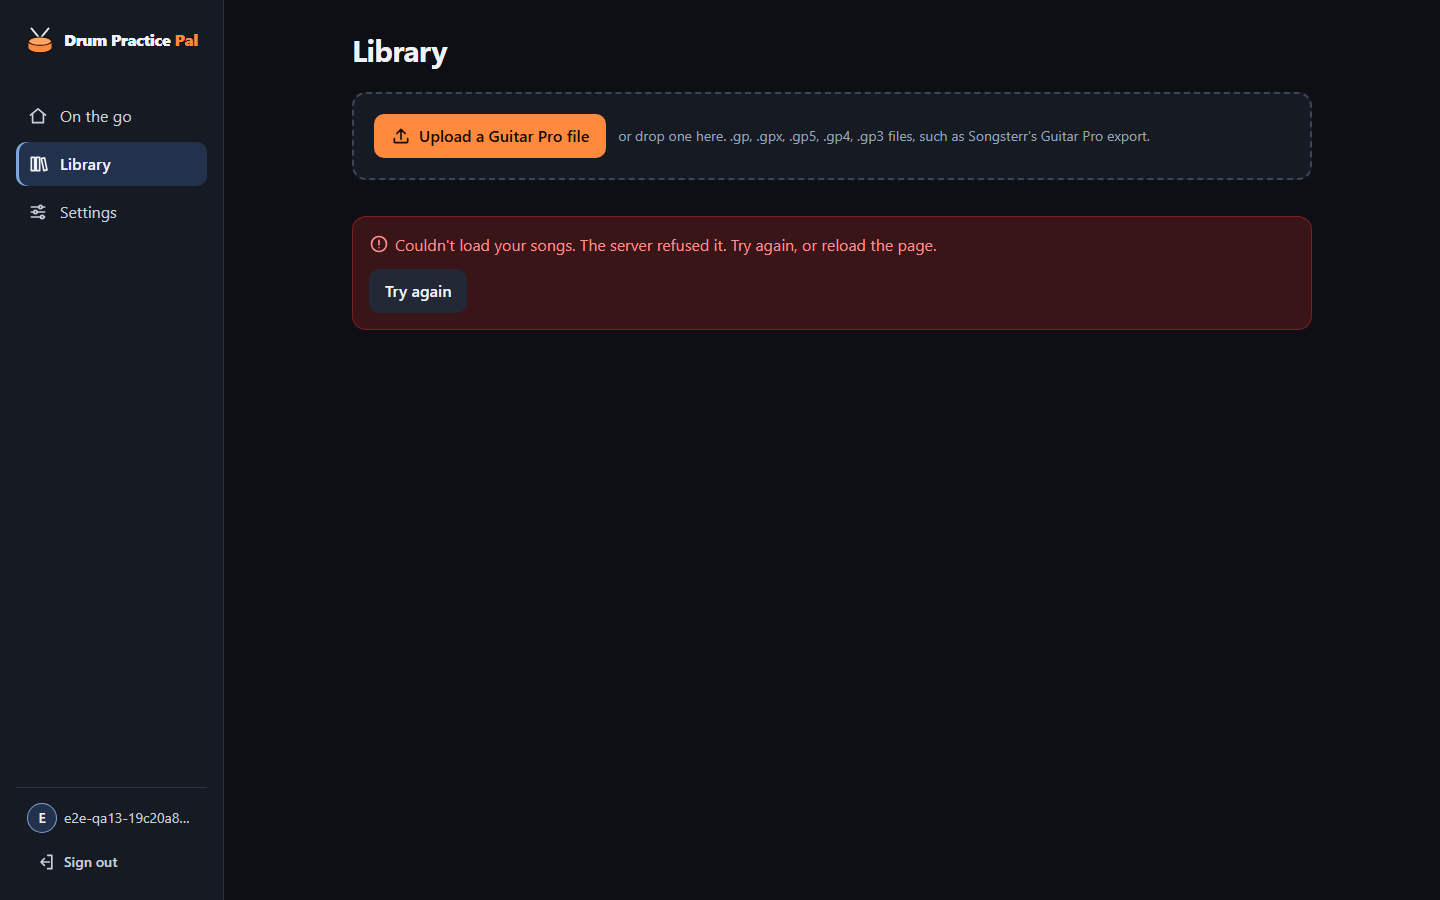 Drum Practice Pal
On the go
Library
Settings
Library
Upload a Guitar Pro file
or drop one here. .gp, .gpx, .gp5, .gp4, .gp3 files, such as Songsterr's Guitar Pro export.
Couldn't load your songs. The server refused it. Try again, or reload the page.
Try again
E
e2e-qa13-19c20a8...
Sign out